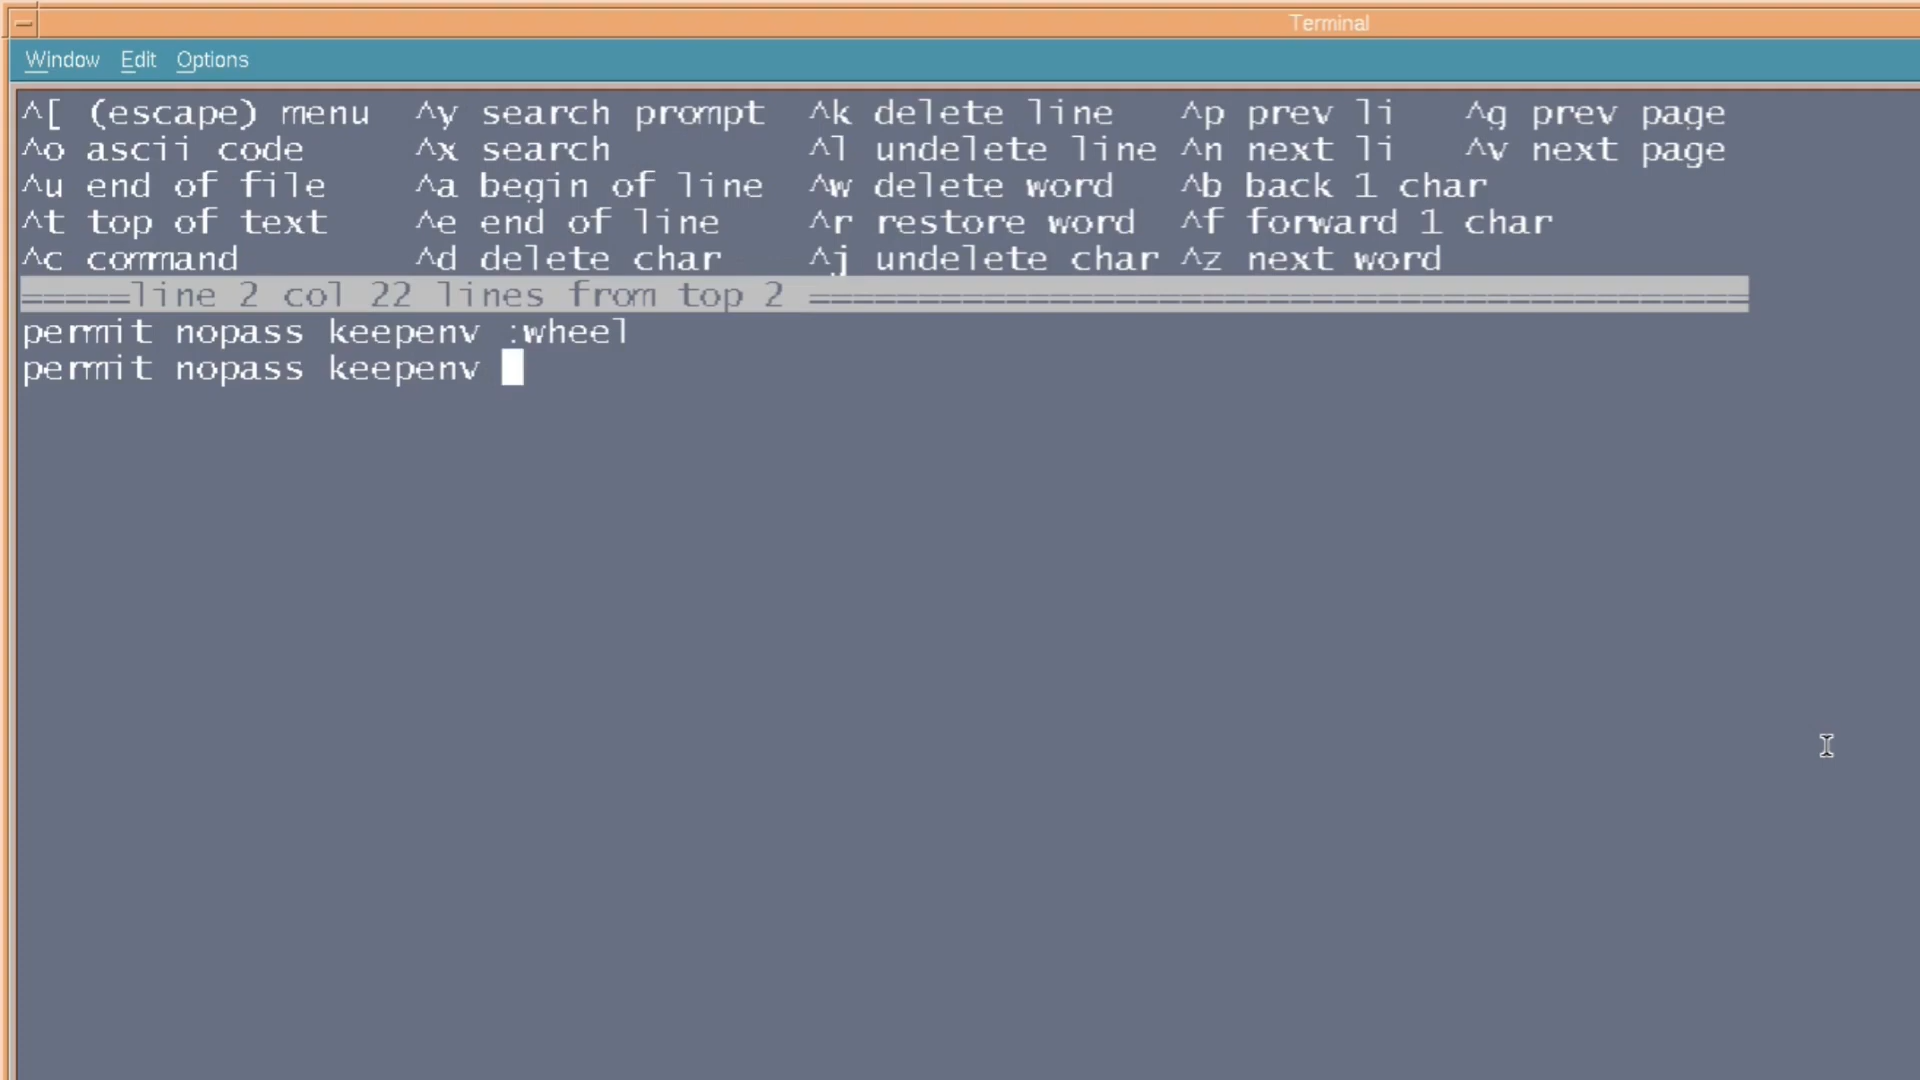 Terminal
Window Edit Options
^[ (escape) menu ^y search prompt ^k delete line ^p prev li ^g prev page
^o ascii code ^x search ^l undelete line ^n next li ^v next page
^u end of file ^a begin of line ^w delete word ^b back 1 char
^t top of text ^e end of line ^r restore word ^f forward 1 char
^c command ^d delete char ^j undelete char ^z next word
=====line 2 col 22 lines from top 2 ===========================================
permit nopass keepenv :wheel
permit nopass keepenv